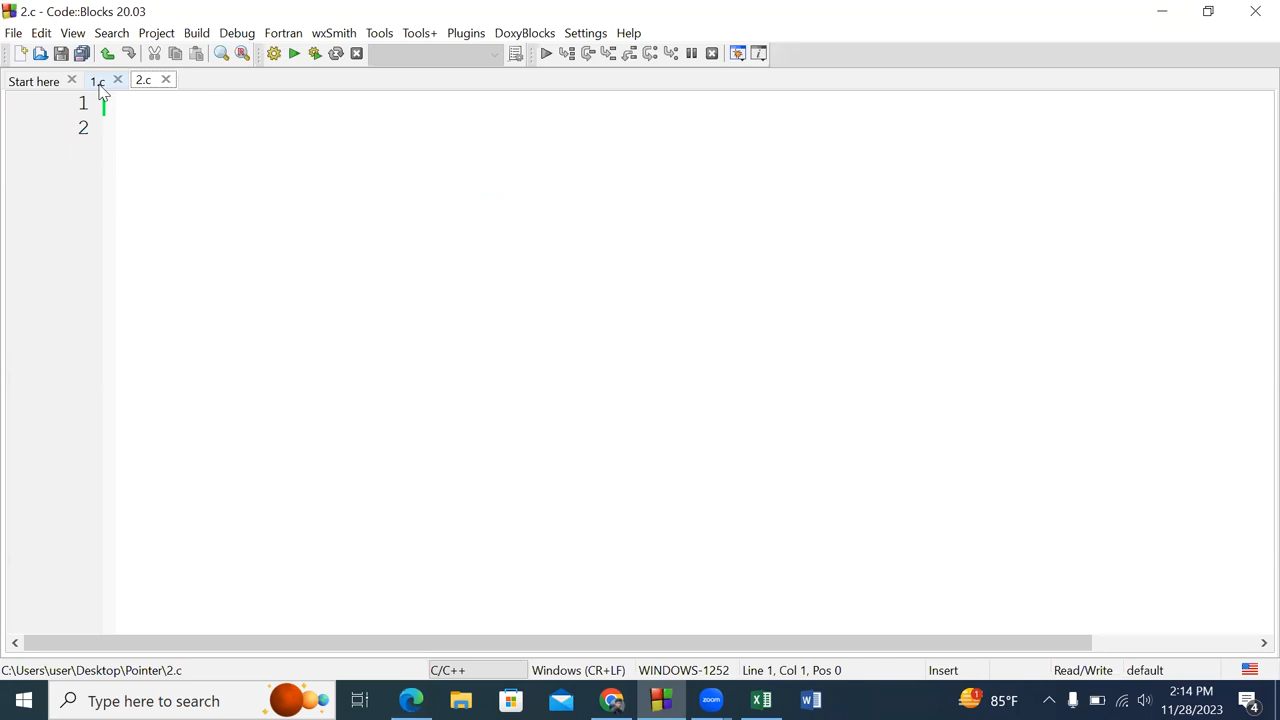 2.c - Code::Blocks 20.03
File Edit View Search Project Build Debug Fortran wxSmith Tools Tools+ Plugins DoxyBlocks Settings Help
Start here 1.c 2.c
1
2
C:\Users\user\Desktop\Pointer\2.c C/C++ Windows (CR+LF) WINDOWS-1252 Line 1, Col 1, Pos 0 Insert Read/Write default
Type here to search 1 85°F 2:14 PM
11/28/2023 4